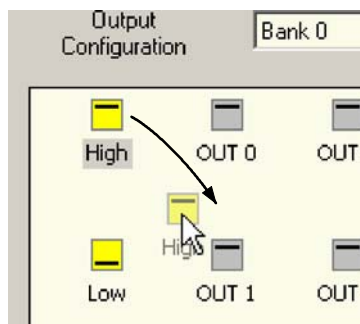 Output
Configuration
Bank 0
High
OUT 0
OUT
High
Low
OUT 1
OUT